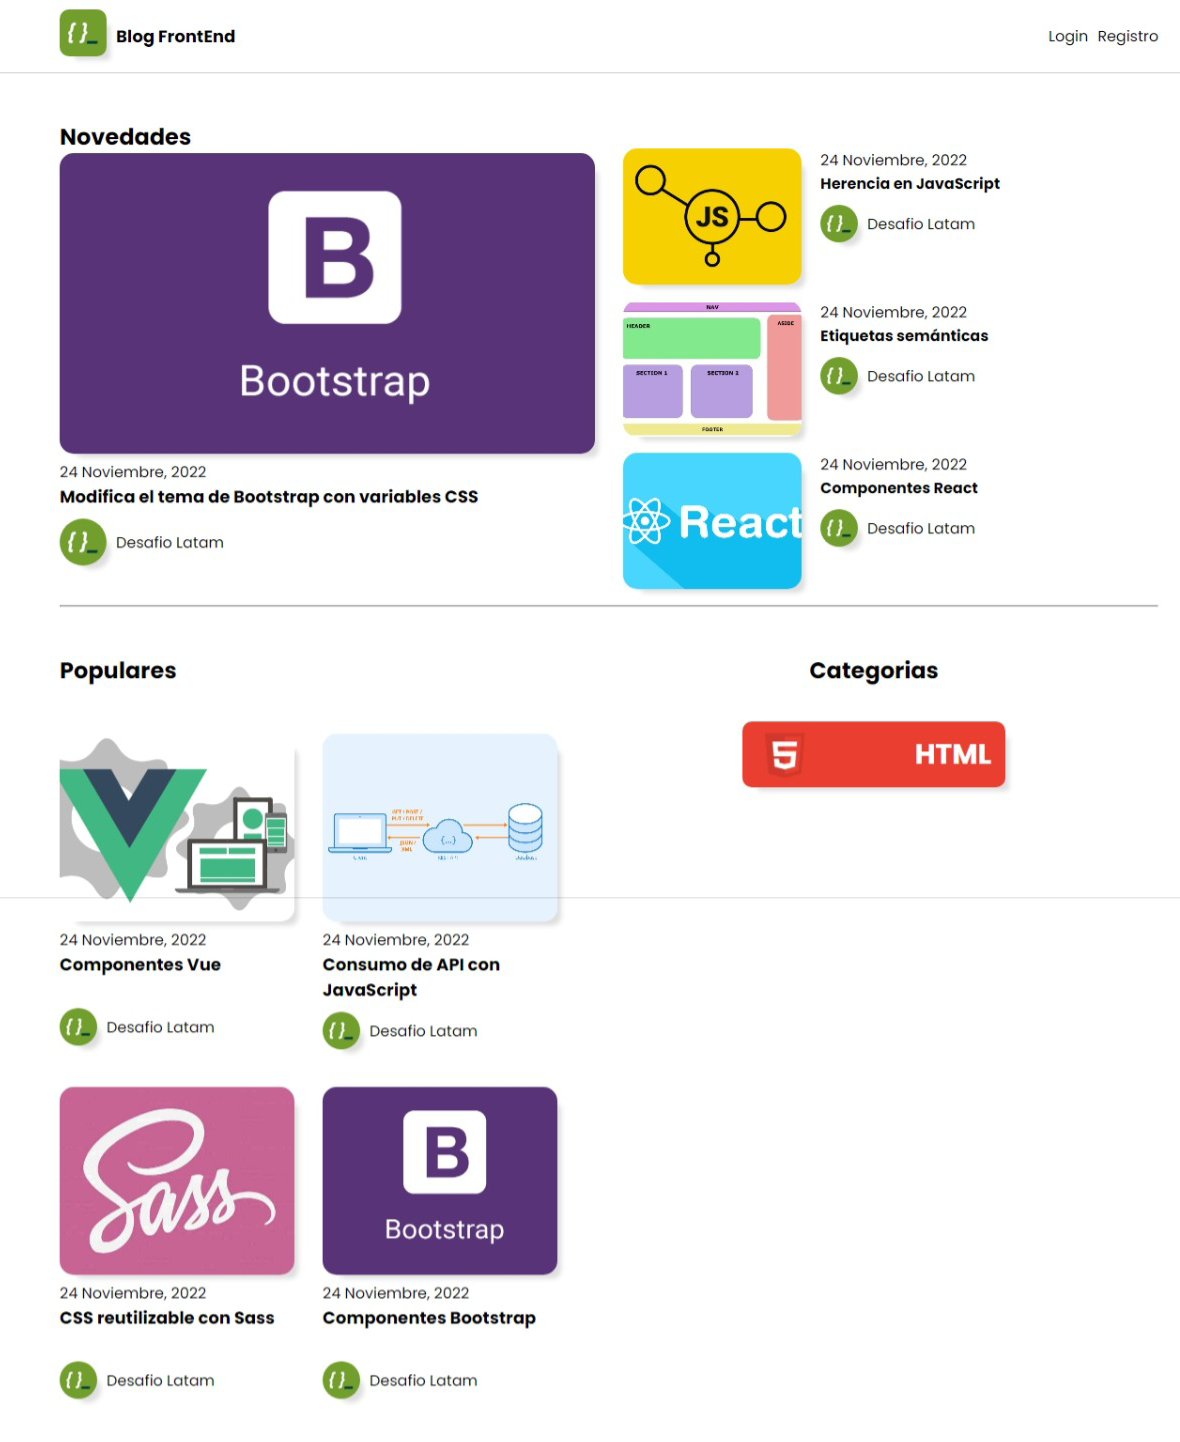 { }_ Blog FrontEnd
Login Registro
Novedades
B
Bootstrap
24 Noviembre, 2022
Modifica el tema de Bootstrap con variables CSS
{ }_ Desafio Latam
JS
24 Noviembre, 2022
Herencia en JavaScript
{ }_ Desafio Latam
NAV
HEADER
ASIDE
SECTION 1 SECTION 2
FOOTER
24 Noviembre, 2022
Etiquetas semánticas
{ }_ Desafio Latam
React
24 Noviembre, 2022
Componentes React
{ }_ Desafio Latam
Populares
24 Noviembre, 2022
Componentes Vue
{ }_ Desafio Latam
{...}
24 Noviembre, 2022
Consumo de API con
JavaScript
{ }_ Desafio Latam
Sass
24 Noviembre, 2022
CSS reutilizable con Sass
{ }_ Desafio Latam
B
Bootstrap
24 Noviembre, 2022
Componentes Bootstrap
{ }_ Desafio Latam
Categorias
5 HTML